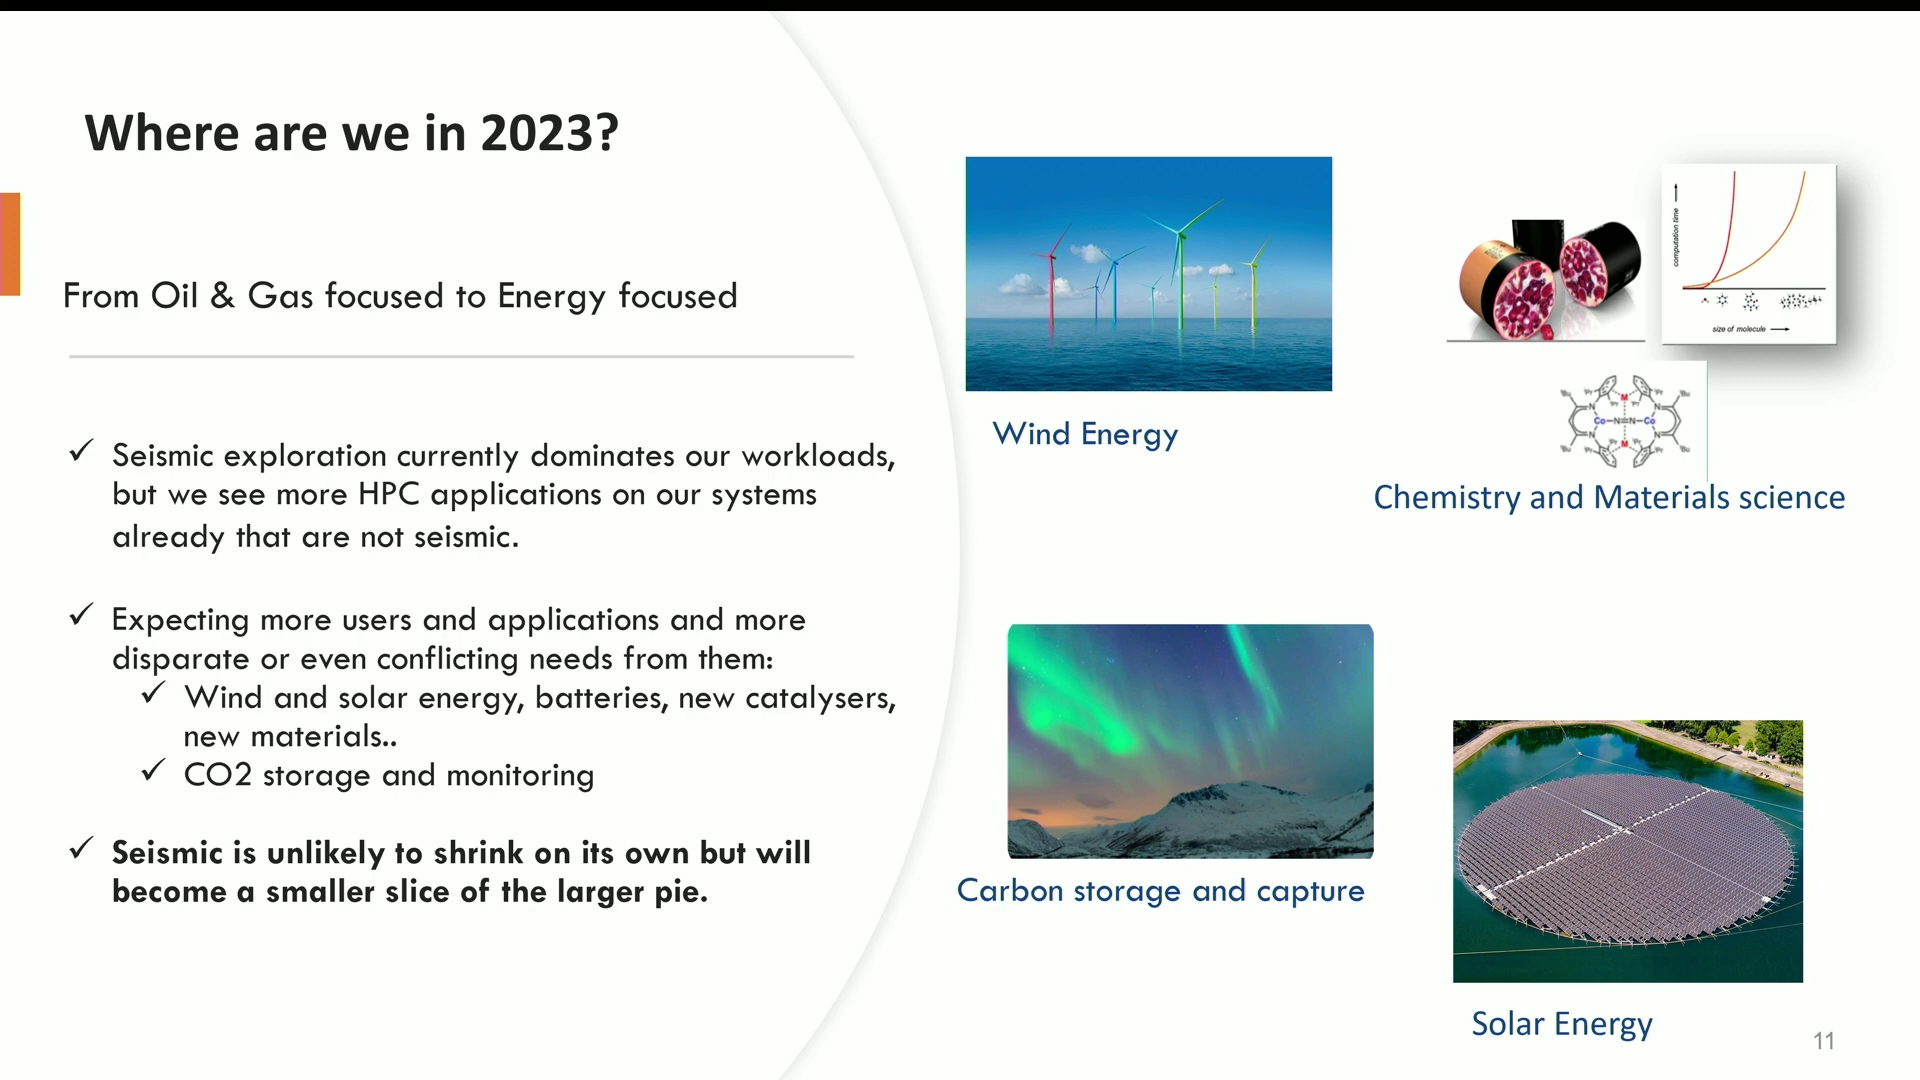 Where are we in 2023?
From Oil & Gas focused to Energy focused
✓ Seismic exploration currently dominates our workloads,
but we see more HPC applications on our systems
already that are not seismic.
✓ Expecting more users and applications and more
disparate or even conflicting needs from them:
✓ Wind and solar energy, batteries, new catalysers,
new materials..
✓ CO2 storage and monitoring
✓ Seismic is unlikely to shrink on its own but will
become a smaller slice of the larger pie.
Wind Energy
computation time
size of molecule
Co N N Co
M
M
N
N
N
N
Chemistry and Materials science
Carbon storage and capture
Solar Energy
11